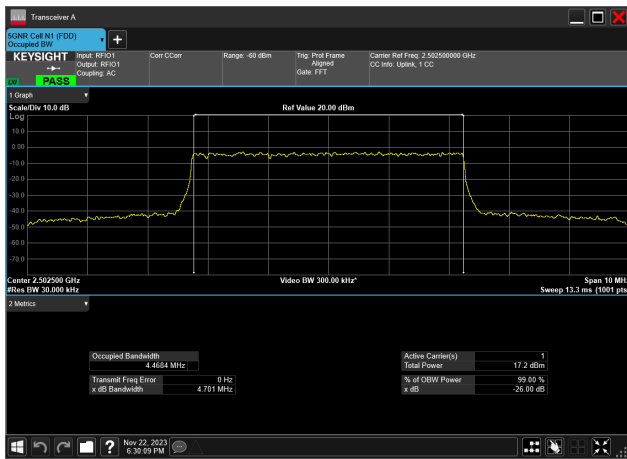 Transceiver A
5GNR Cell N1 (FDD)
Occupied BW
KEYSIGHT
LNI
PASS
Input: RFIO1
Output: RFIO1
Coupling: AC
Corr CCorr
Range: -60 dBm
Trig: Prot Frame
Aligned
Gate: FFT
Carrier Ref Freq: 2.502500000 GHz
CC Info: Uplink, 1 CC
1 Graph
Scale/Div 10.0 dB
Ref Value 20.00 dBm
Log
10.0
0.00
-10.0
-20.0
-30.0
-40.0
-50.0
-60.0
-70.0
Center 2.502500 GHz
Video BW 300.00 kHz*
Span 10 MHz
#Res BW 30.000 kHz
Sweep 13.3 ms (1001 pts
2 Metrics
Occupied Bandwidth
4.4684 MHz
Transmit Freq Error 0 Hz
x dB Bandwidth 4.701 MHz
Active Carrier(s) 1
Total Power 17.2 dBm
% of OBW Power 99.00 %
x dB -26.00 dB
Nov 22, 2023
6:30:09 PM